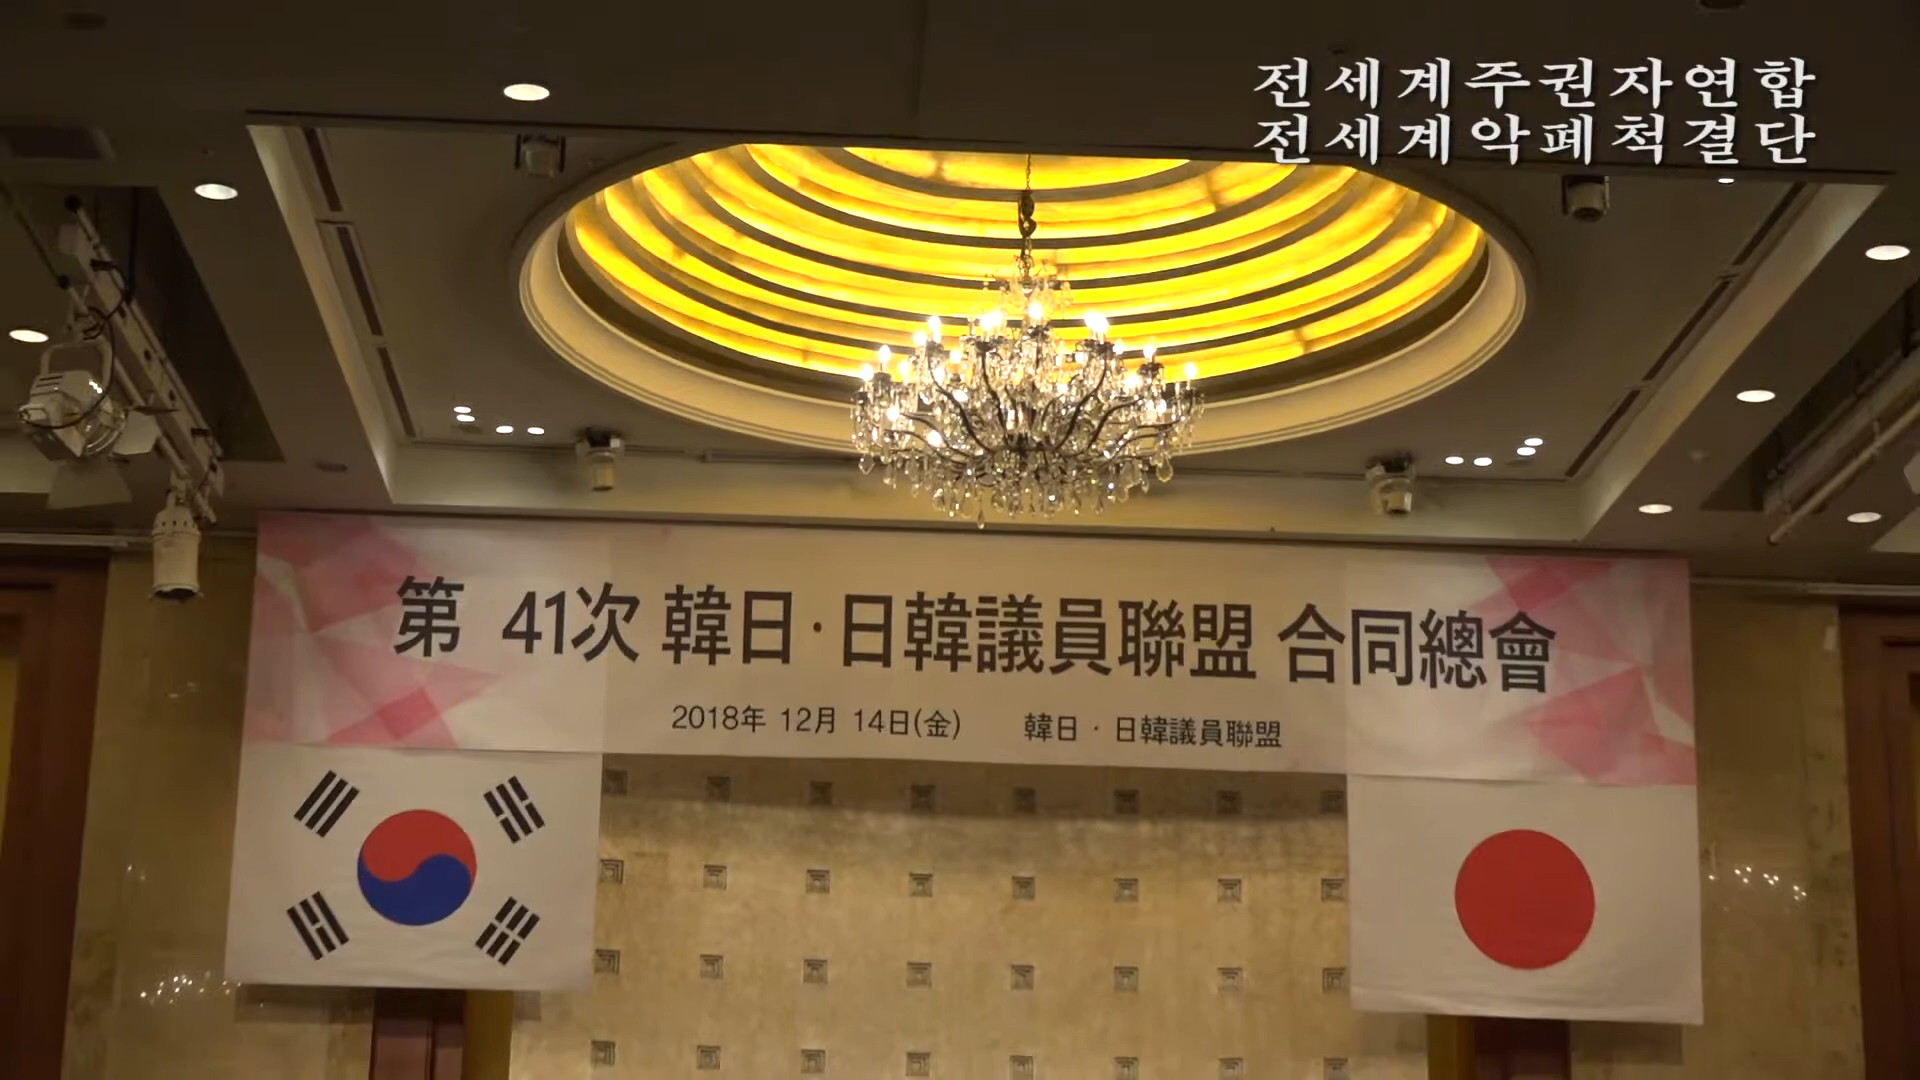 전세계주권자연합
전세계악폐척결단
第 41次 韓日·日韓議員聯盟 合同總會
2018年 12月 14日(金) 韓日·日韓議員聯盟